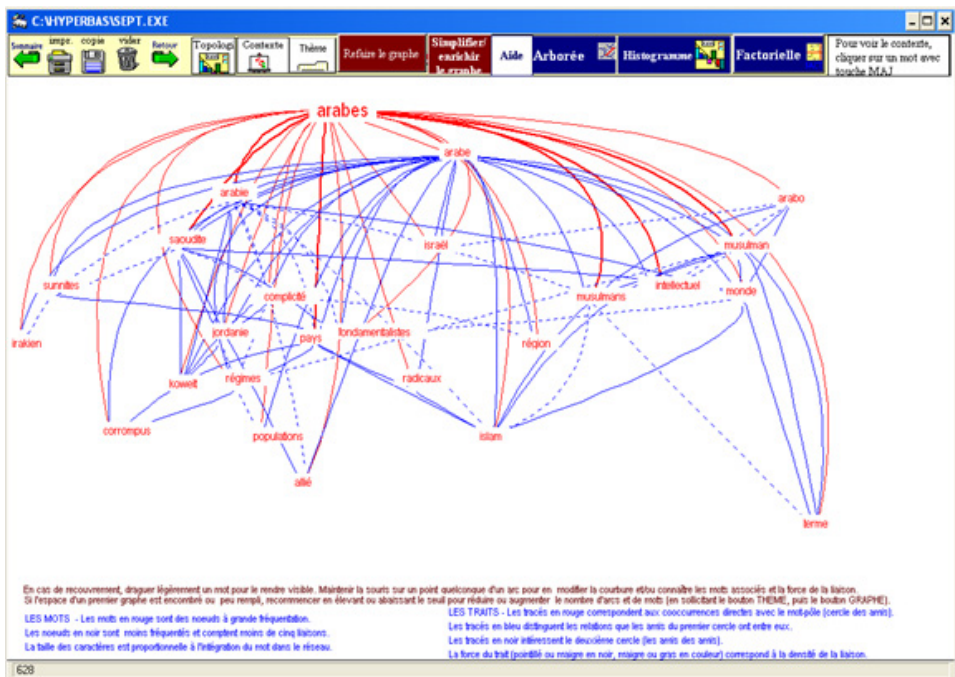 C:\HYPERBAS\SEPT.EXE
Sommaire impr. copie vider Retour Topologi Contexte Thème Refaire le graphe Simplifier/ enrichir le graphe Aide Arborée Histogramme Factorielle Pour voir le contexte, cliquer sur un mot avec touche MAJ
arabes
arabe
arabie
arabo
saoudite
israël
musulman
sunnites
complicité
musulmans
intellectuel
monde
irakien
jordanie
pays
fondamentalistes
région
koweit
régimes
radicaux
corrompus
populations
islam
allié
terme
En cas de recouvrement, draguer légèrement un mot pour le rendre visible. Maintenir la souris sur un point quelconque d'un arc pour en modifier la courbure et/ou connaître les mots associés et la force de la liaison.
Si l'espace d'un premier graphe est encombré ou peu rempli, recommencer en élevant ou abaissant le seuil pour réduire ou augmenter le nombre d'arcs et de mots (en sollicitant le bouton THEME, puis le bouton GRAPHE).
LES MOTS - Les mots en rouge sont des noeuds à grande fréquentation.
Les noeuds en noir sont moins fréquentés et comptent moins de cinq liaisons.
La taille des caractères est proportionnelle à l'intégration du mot dans le réseau.
LES TRAITS - Les tracés en rouge correspondent aux cooccurrences directes avec le mot-pôle (cercle des amis).
Les tracés en bleu distinguent les relations que les amis du premier cercle ont entre eux.
Les tracés en noir intéressent le deuxième cercle (les amis des amis).
La force du trait (pointillé ou maigre en noir, maigre ou gras en couleur) correspond à la densité de la liaison.
628